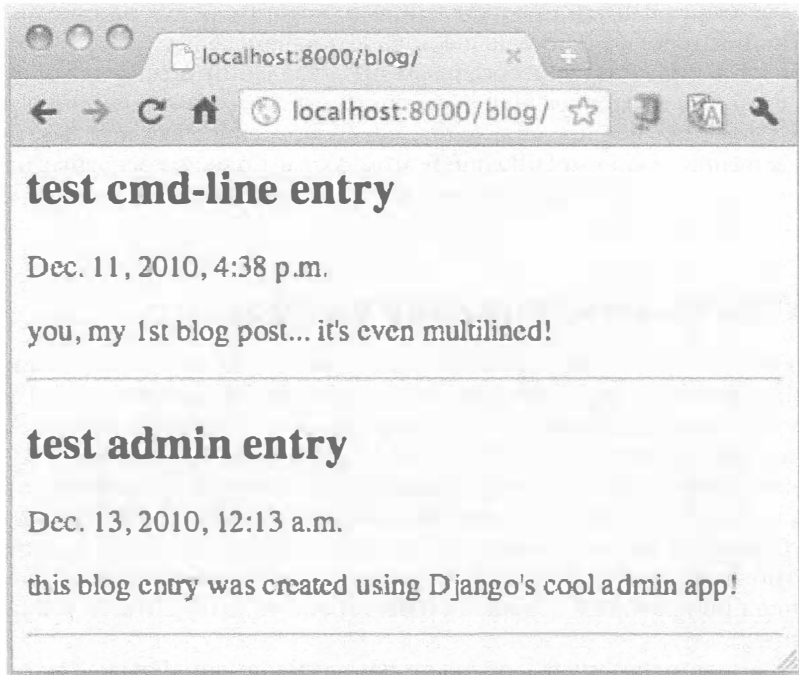 localhost:8000/blog/
localhost:8000/blog/
test cmd-line entry
Dec. 11, 2010, 4:38 p.m.
you, my 1st blog post... it's even multilined!
test admin entry
Dec. 13, 2010, 12:13 a.m.
this blog entry was created using Django's cool admin app!